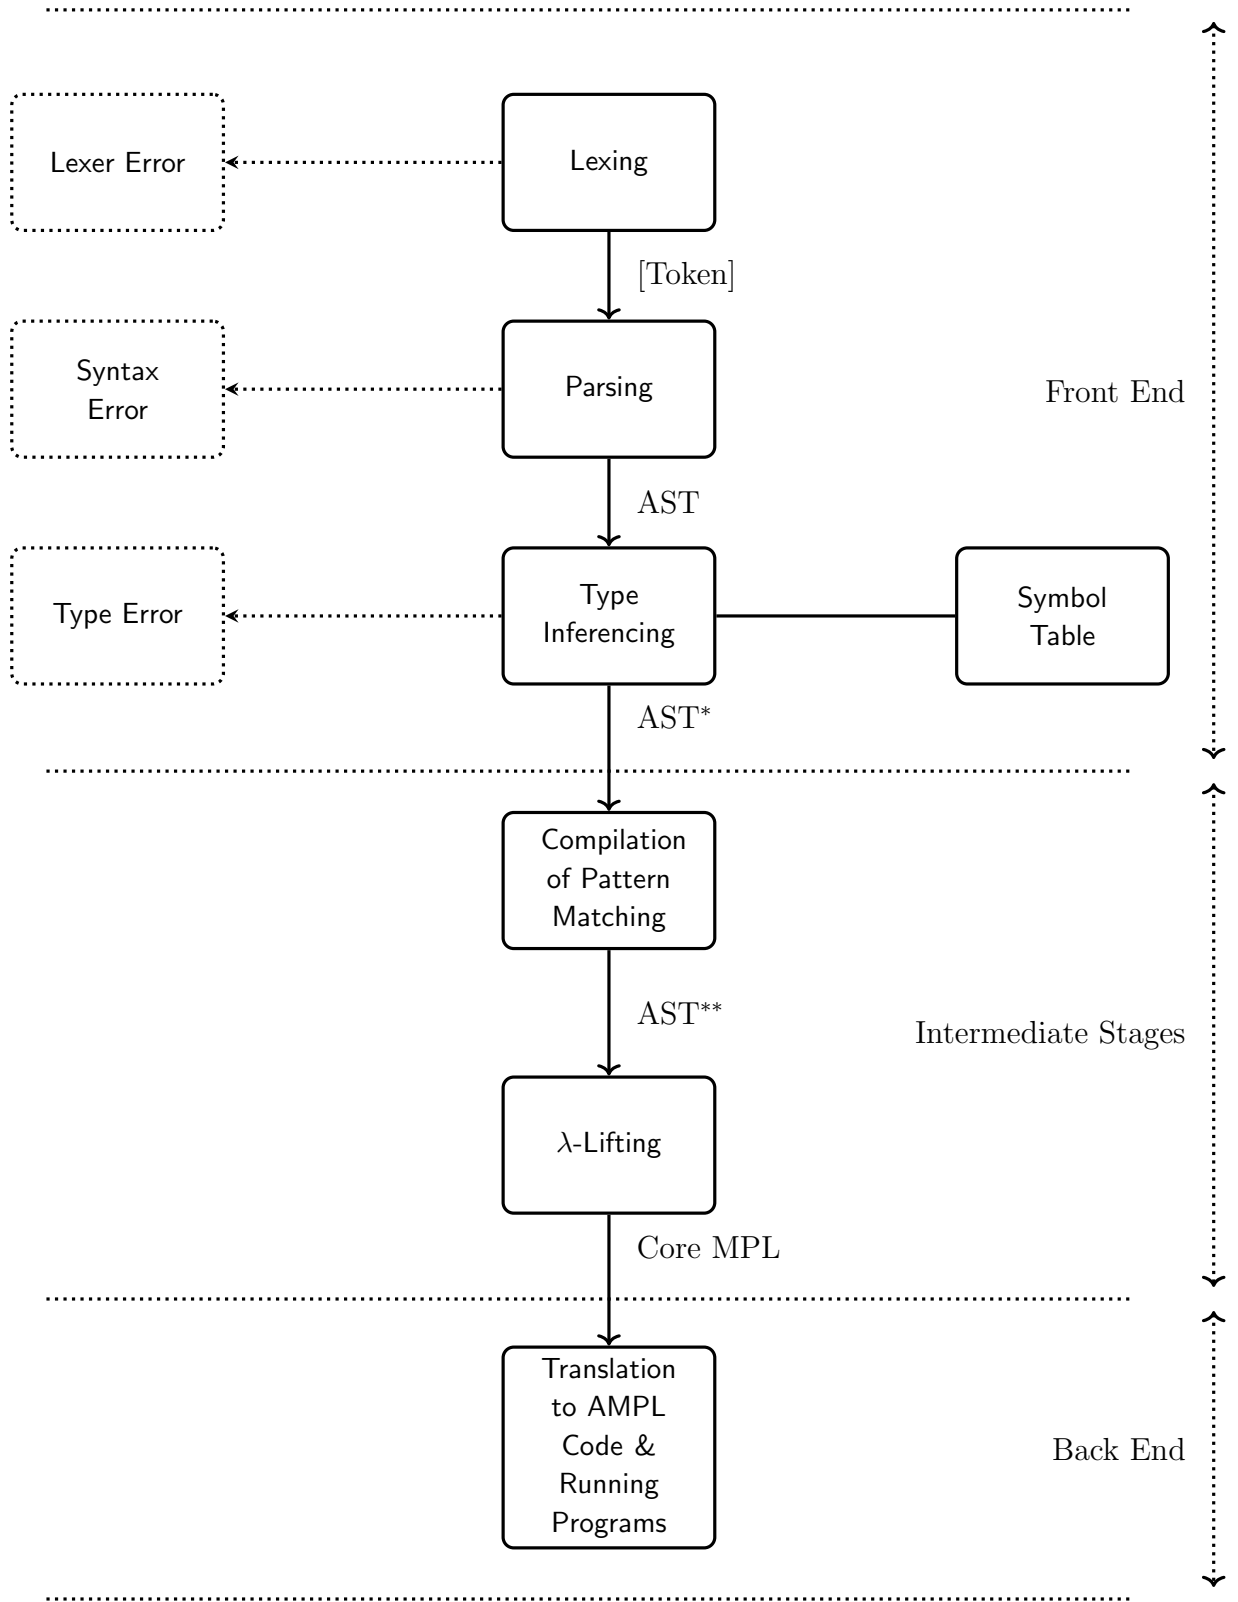 Lexer Error
Lexing
[Token]
Syntax
Error
Parsing
Front End
AST
Type Error
Type
Inferencing
Symbol
Table
AST*
Compilation
of Pattern
Matching
AST**
Intermediate Stages
λ-Lifting
Core MPL
Translation
to AMPL
Code &
Running
Programs
Back End